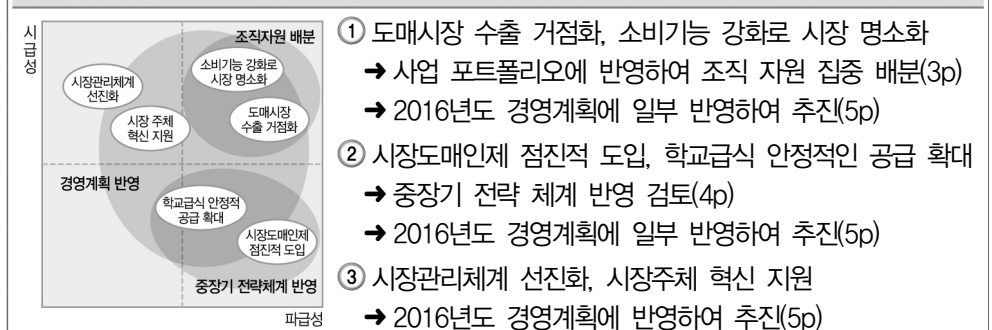 시급성
조직자원 배분
소비기능 강화로
시장 명소화
시장관리체계
선진화
도매시장
수출 거점화
시장 주체
혁신 지원
경영계획 반영
학교급식 안정적
공급 확대
시장도매인제
점진적 도입
중장기 전략체계 반영
파급성
① 도매시장 수출 거점화, 소비기능 강화로 시장 명소화
➜ 사업 포트폴리오에 반영하여 조직 자원 집중 배분(3p)
➜ 2016년도 경영계획에 일부 반영하여 추진(5p)
② 시장도매인제 점진적 도입, 학교급식 안정적인 공급 확대
➜ 중장기 전략 체계 반영 검토(4p)
➜ 2016년도 경영계획에 일부 반영하여 추진(5p)
③ 시장관리체계 선진화, 시장주체 혁신 지원
➜ 2016년도 경영계획에 반영하여 추진(5p)